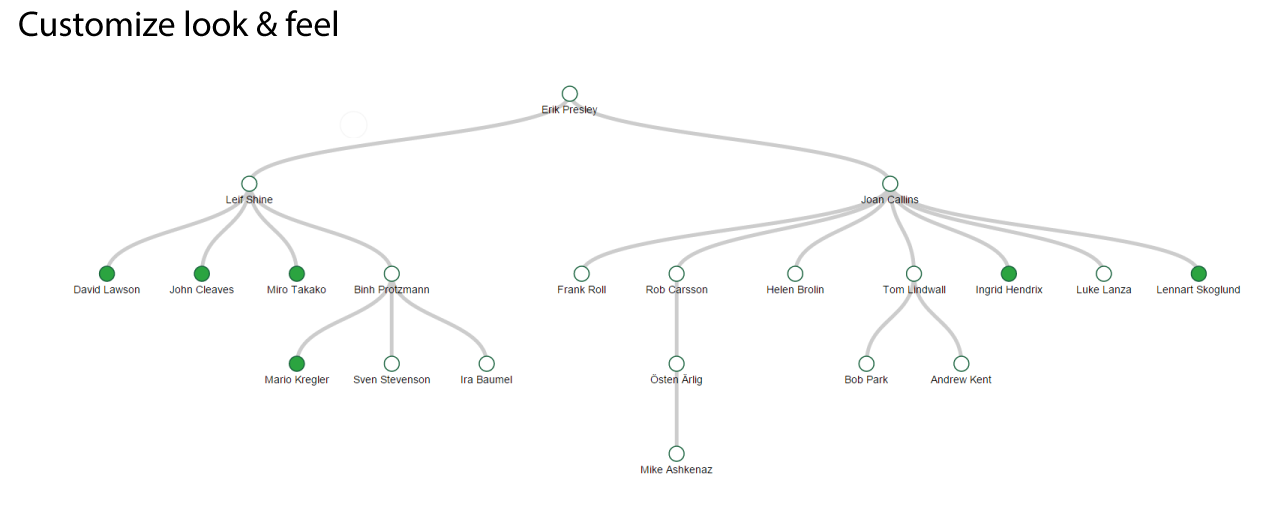 Customize look & feel
Erik Presley
Leif Shine
Joan Callins
David Lawson
John Cleaves
Miro Takako
Binh Protzmann
Frank Roll
Rob Carsson
Helen Brolin
Tom Lindwall
Ingrid Hendrix
Luke Lanza
Lennart Skoglund
Mario Kregler
Sven Stevenson
Ira Baumel
Östen Ärlig
Bob Park
Andrew Kent
Mike Ashkenaz